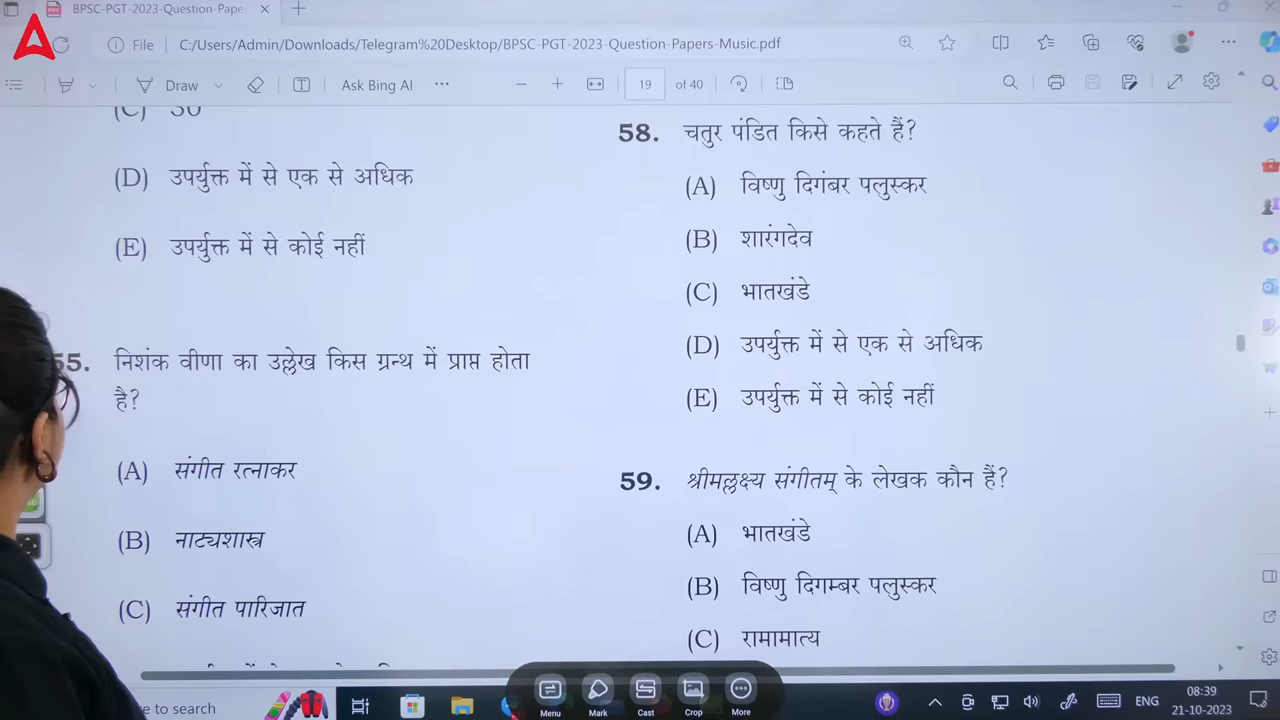 BPSC-PGT-2023-Question-Pape
File C:/Users/Admin/Downloads/Telegram%20Desktop/BPSC-PGT-2023-Question-Papers-Music.pdf
Draw Ask Bing AI 19 of 40
(C) 30
(D) उपर्युक्त में से एक से अधिक
(E) उपर्युक्त में से कोई नहीं
55. निशंक वीणा का उल्लेख किस ग्रन्थ में प्राप्त होता
है?
(A) संगीत रत्नाकर
(B) नाट्यशास्त्र
(C) संगीत पारिजात
58. चतुर पंडित किसे कहते हैं?
(A) विष्णु दिगंबर पलुस्कर
(B) शारंगदेव
(C) भातखंडे
(D) उपर्युक्त में से एक से अधिक
(E) उपर्युक्त में से कोई नहीं
59. श्रीमल्लक्ष्य संगीतम् के लेखक कौन हैं?
(A) भातखंडे
(B) विष्णु दिगम्बर पलुस्कर
(C) रामामात्य
Menu Mark Cast Crop More
e to search
ENG 08:39
21-10-2023